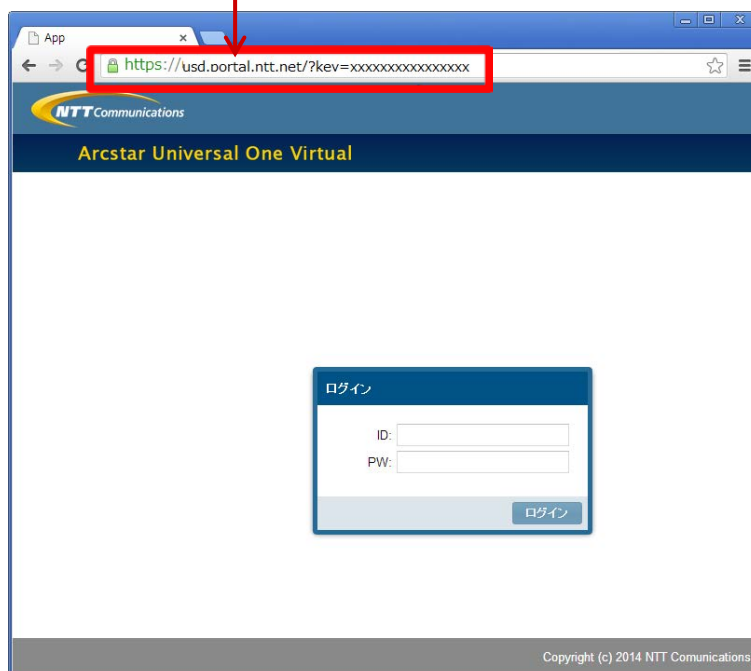 App
https://usd.portal.ntt.net/?key=xxxxxxxxxxxxxxxx
NTT Communications
Arcstar Universal One Virtual
ログイン
ID:
PW:
ログイン
Copyright (c) 2014 NTT Comunications